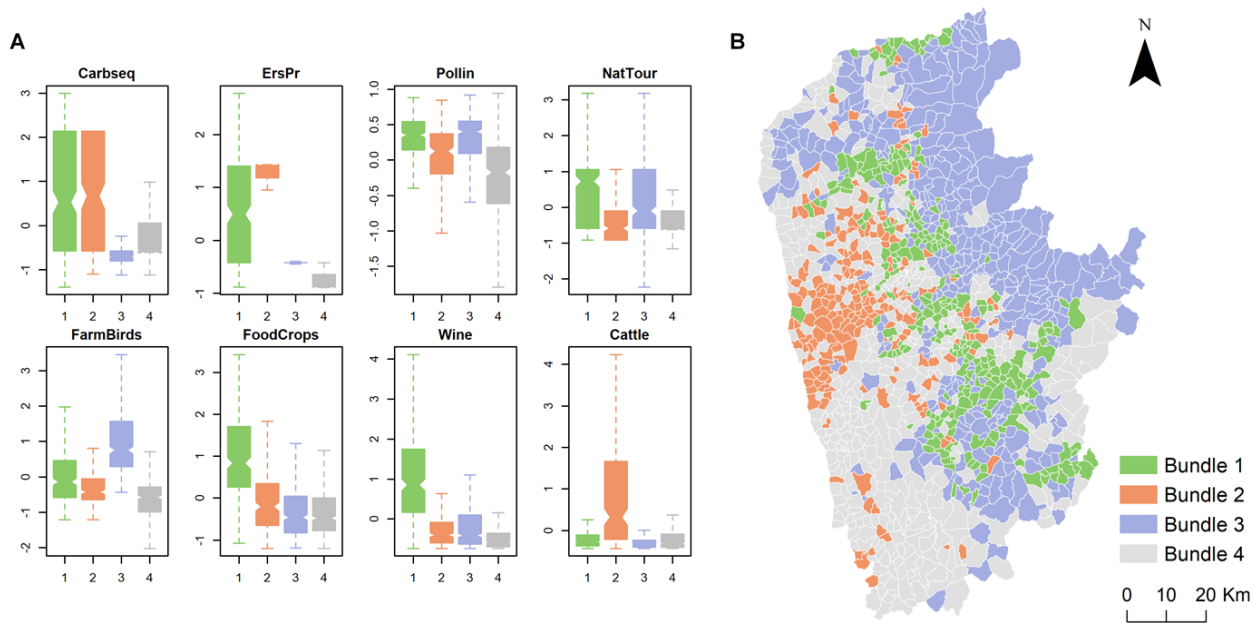 A
Carbseq
3
2
1
0
-1
1 2 3 4
ErsPr
2
1
0
-1
1 2 3 4
Pollin
1.0
0.5
0.0
-0.5
-1.0
-1.5
1 2 3 4
NatTour
3
2
1
0
-1
-2
1 2 3 4
FarmBirds
3
2
1
0
-1
-2
1 2 3 4
FoodCrops
3
2
1
0
-1
1 2 3 4
Wine
4
3
2
1
0
1 2 3 4
Cattle
4
3
2
1
0
1 2 3 4
B
N
Bundle 1
Bundle 2
Bundle 3
Bundle 4
0 10 20 Km